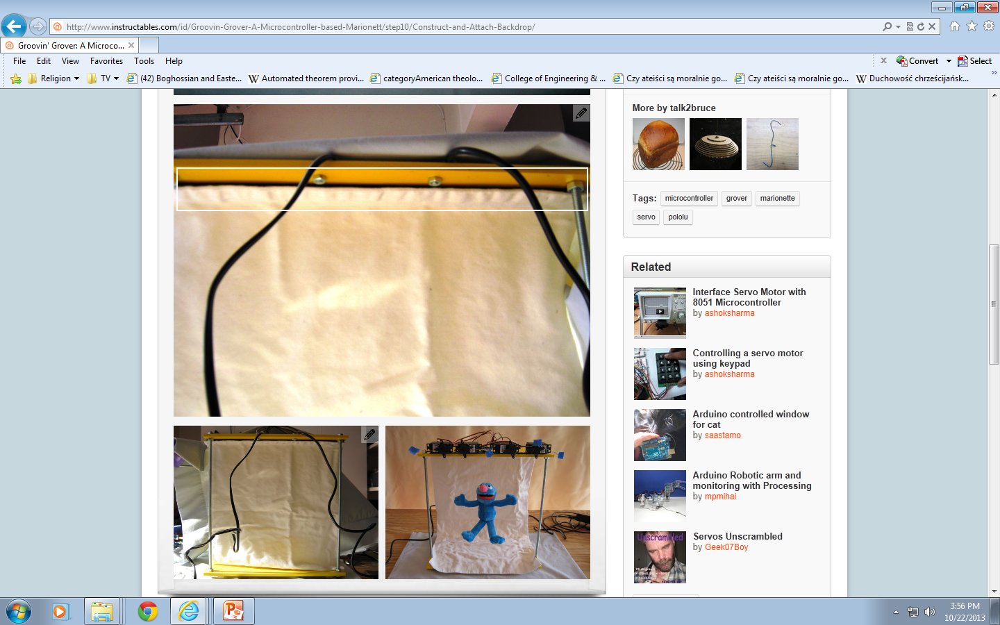 http://www.instructables.com/id/Groovin-Grover-A-Microcontroller-based-Marionett/step10/Construct-and-Attach-Backdrop/
Groovin' Grover: A Microco...
File Edit View Favorites Tools Help
Convert Select
Religion TV (42) Boghossian and Easte... Automated theorem provi... categoryAmerican theolo... College of Engineering & ... Czy ateiści są moralnie go... Czy ateiści są moralnie go... Duchowość chrześcijańsk...
More by talk2bruce
Tags: microcontroller grover marionette
servo pololu
Related
Interface Servo Motor with
8051 Microcontroller
by ashoksharma
Controlling a servo motor
using keypad
by ashoksharma
Arduino controlled window
for cat
by saastamo
Arduino Robotic arm and
monitoring with Processing
by mpmihai
Unscrambled
Servos Unscrambled
by Geek07Boy
3:56 PM
10/22/2013